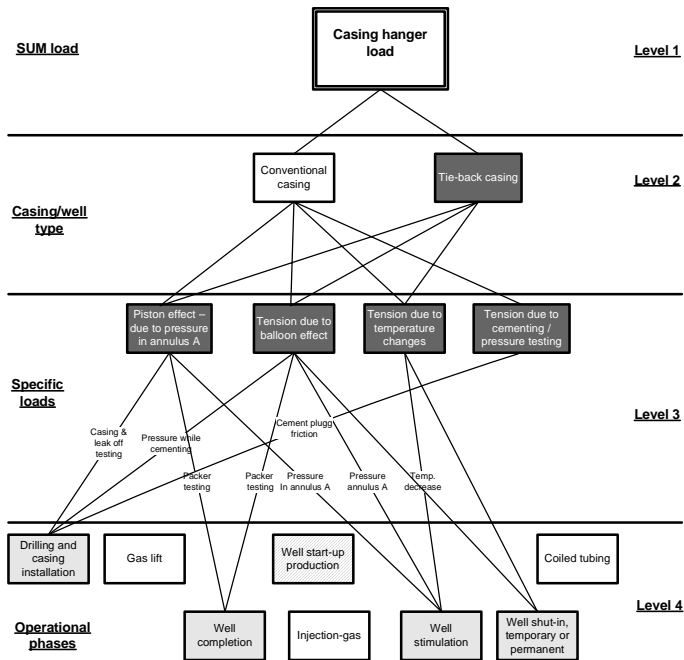 SUM load
Casing hanger
load
Level 1
Casing/well
type
Conventional
casing
Tie-back casing
Level 2
Piston effect –
due to pressure
in annulus A
Tension due to
balloon effect
Tension due to
temperature
changes
Tension due to
cementing /
pressure testing
Specific
loads
Level 3
Casing &
leak off
testing
Pressure while
cementing
Cement plugg
friction
Packer
testing
Packer
testing
Pressure
In annulus A
Pressure
annulus A
Temp.
decrease
Drilling and
casing
installation
Gas lift
Well start-up
production
Coiled tubing
Level 4
Operational
phases
Well
completion
Injection-gas
Well
stimulation
Well shut-in,
temporary or
permanent